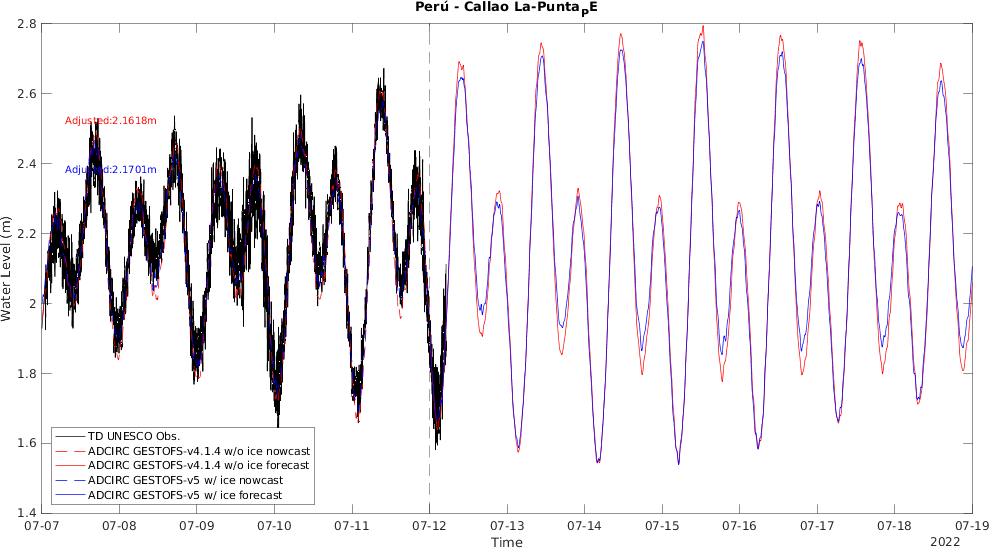 Perú - Callao La-PuntaPE
2.8
2.6
2.4
2.2
2
1.8
1.6
1.4
Water Level (m)
Adjusted:2.1618m
Adjusted:2.1701m
TD UNESCO Obs.
ADCIRC GESTOFS-v4.1.4 w/o ice nowcast
ADCIRC GESTOFS-v4.1.4 w/o ice forecast
ADCIRC GESTOFS-v5 w/ ice nowcast
ADCIRC GESTOFS-v5 w/ ice forecast
07-07 07-08 07-09 07-10 07-11 07-12 07-13 07-14 07-15 07-16 07-17 07-18 07-19
Time
2022